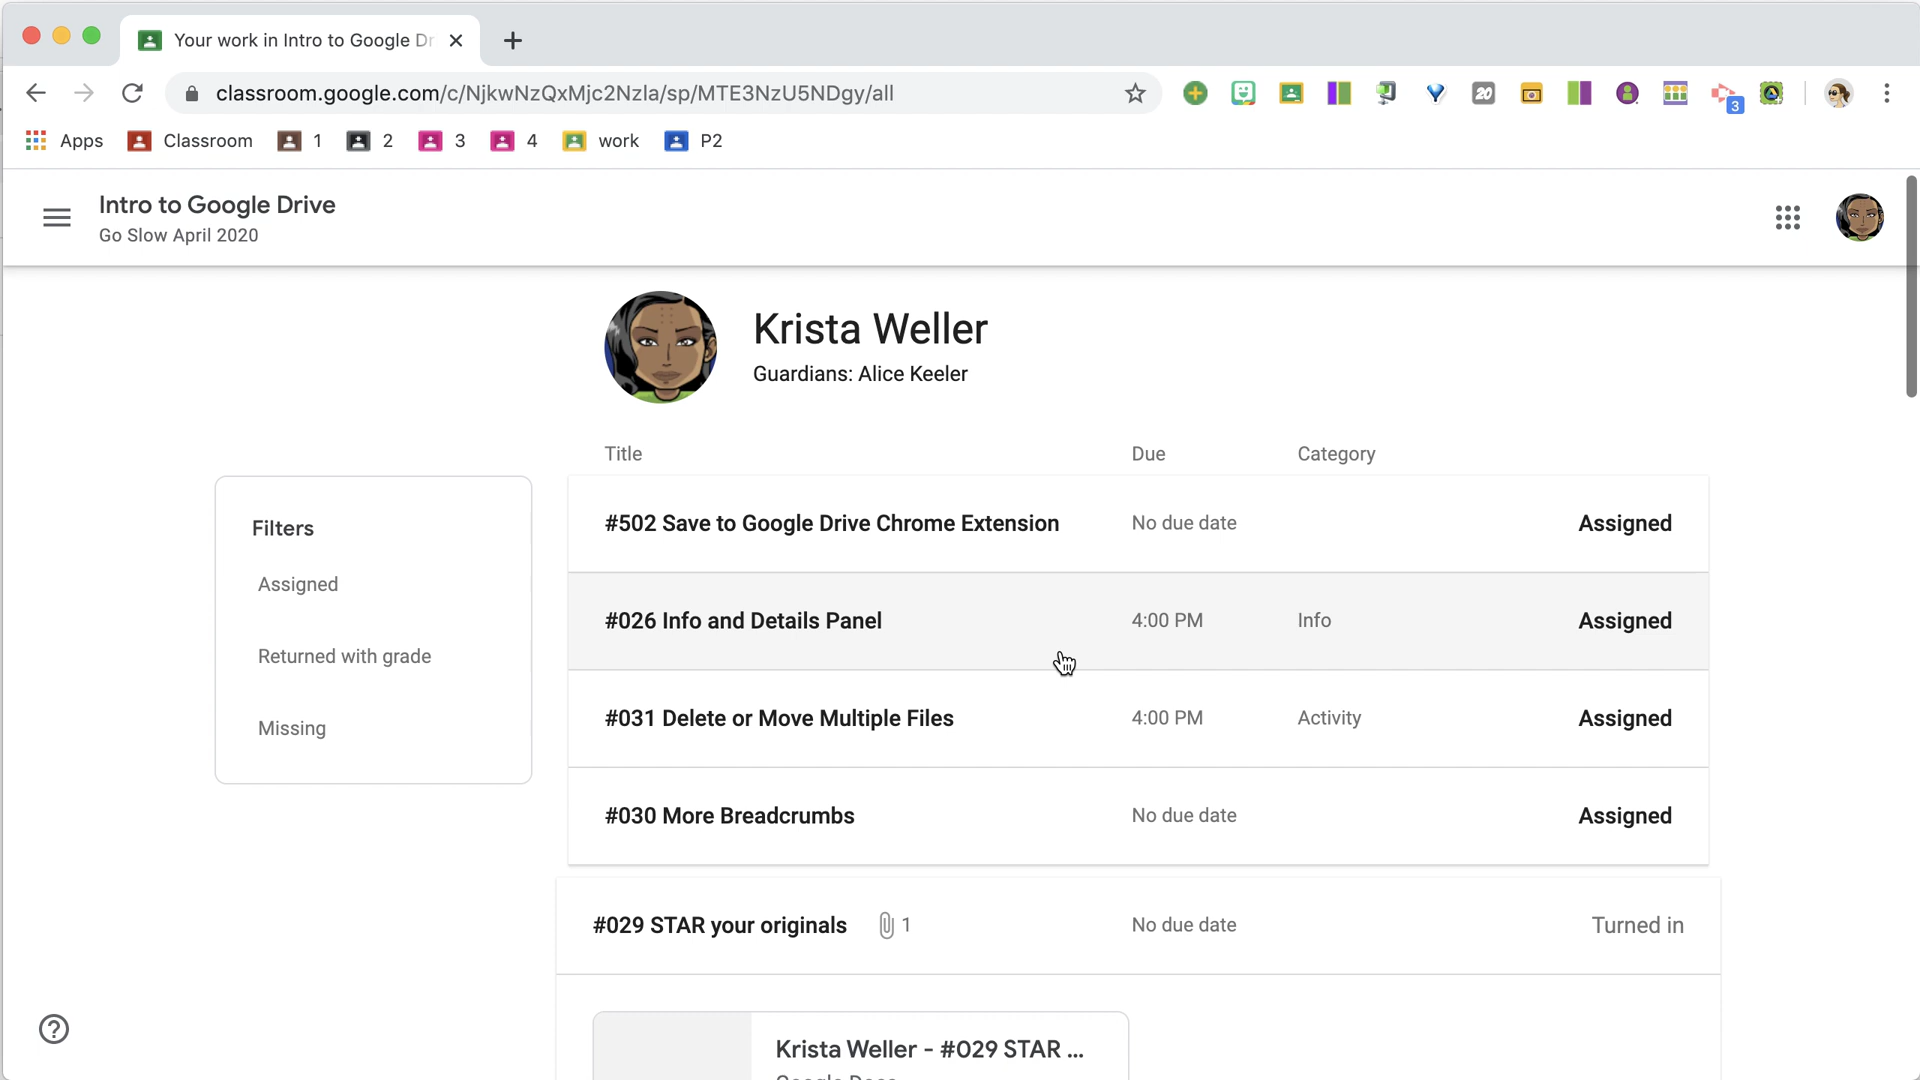 Your work in Intro to Google Dr
classroom.google.com/c/NjkwNzQxMjc2Nzla/sp/MTE3NzU5NDgy/all
20
3
Apps Classroom 1 2 3 4 work P2
Intro to Google Drive
Go Slow April 2020
Krista Weller
Guardians: Alice Keeler
Title Due Category
Filters
Assigned
Returned with grade
Missing
#502 Save to Google Drive Chrome Extension No due date Assigned
#026 Info and Details Panel 4:00 PM Info Assigned
#031 Delete or Move Multiple Files 4:00 PM Activity Assigned
#030 More Breadcrumbs No due date Assigned
#029 STAR your originals 1 No due date Turned in
Krista Weller - #029 STAR ...